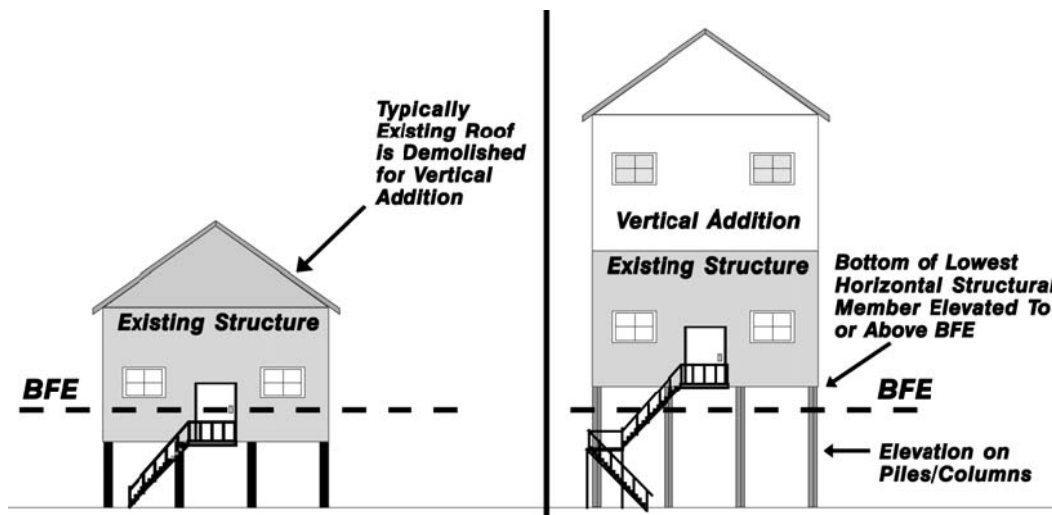 Typically
Existing Roof
is Demolished
for Vertical
Addition
Existing Structure
BFE
Vertical Addition
Existing Structure
Bottom of Lowest
Horizontal Structural
Member Elevated To
or Above BFE
BFE
Elevation on
Piles/Columns